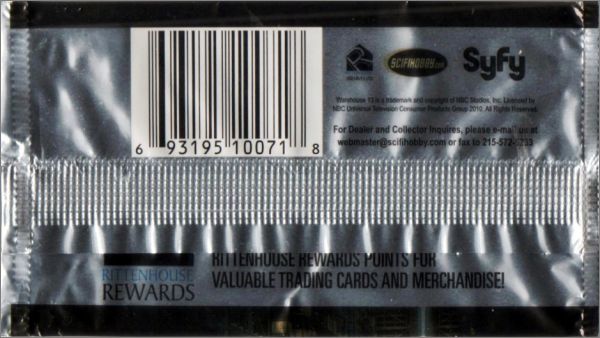 SCIFIHOBBY.com
Syfy
Warehouse 13 is a trademark and copyright of NBC Studios, Inc. Licensed by
NBC Universal Television Consumer Products Group 2010. All Rights Reserved.
For Dealer and Collector Inquires, please e-mail us at
webmaster@scifihobby.com or fax to 215-572-5233
6 93195 10071 8
RITTENHOUSE REWARDS POINTS FOR
VALUABLE TRADING CARDS AND MERCHANDISE!
RITTENHOUSE
REWARDS